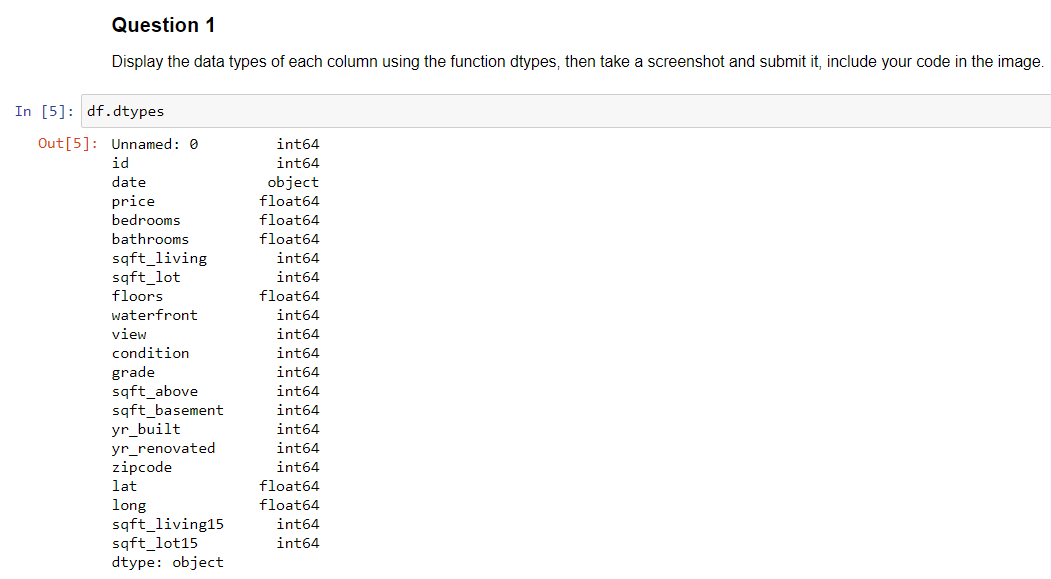 Question 1
Display the data types of each column using the function dtypes, then take a screenshot and submit it, include your code in the image.
In [5]: df.dtypes
Out[5]: Unnamed: 0 int64
id int64
date object
price float64
bedrooms float64
bathrooms float64
sqft_living int64
sqft_lot int64
floors float64
waterfront int64
view int64
condition int64
grade int64
sqft_above int64
sqft_basement int64
yr_built int64
yr_renovated int64
zipcode int64
lat float64
long float64
sqft_living15 int64
sqft_lot15 int64
dtype: object